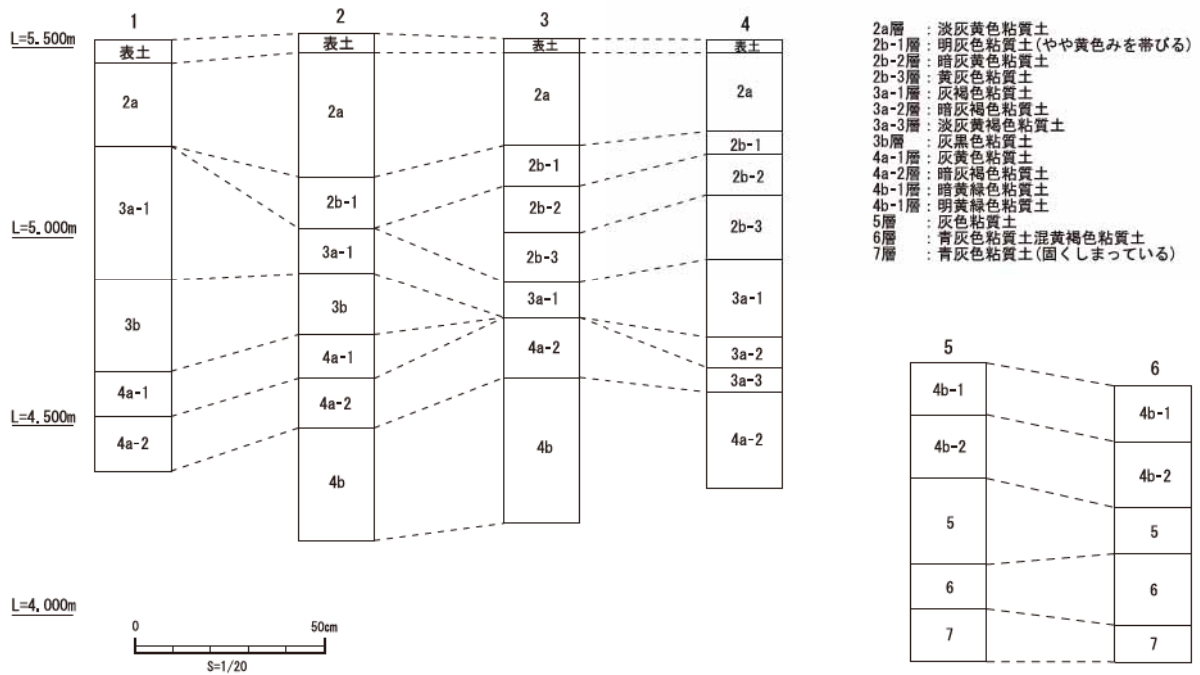 1
表土
2a
3a-1
3b
4a-1
4a-2
2
表土
2a
2b-1
3a-1
3b
4a-1
4a-2
4b
3
表土
2a
2b-1
2b-2
2b-3
3a-1
4a-2
4b
4
表土
2a
2b-1
2b-2
2b-3
3a-1
3a-2
3a-3
4a-2
L=5.500m
L=5.000m
L=4.500m
L=4.000m
0 50cm
S=1/20
2a層 : 淡灰黄色粘質土
2b-1層 : 明灰色粘質土(やや黄色みを帯びる)
2b-2層 : 暗灰黄色粘質土
2b-3層 : 黄灰色粘質土
3a-1層 : 灰褐色粘質土
3a-2層 : 暗灰褐色粘質土
3a-3層 : 淡灰黄褐色粘質土
3b層 : 灰黒色粘質土
4a-1層 : 灰黄色粘質土
4a-2層 : 暗灰褐色粘質土
4b-1層 : 暗黄緑色粘質土
4b-1層 : 明黄緑色粘質土
5層 : 灰色粘質土
6層 : 青灰色粘質土混黄褐色粘質土
7層 : 青灰色粘質土(固くしまっている)
5
4b-1
4b-2
5
6
7
6
4b-1
4b-2
5
6
7